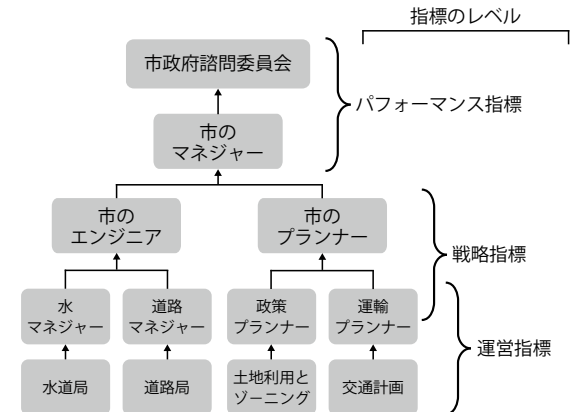 指標のレベル
市政府諮問委員会
パフォーマンス指標
市の
マネジャー
市の
エンジニア
市の
プランナー
戦略指標
水
マネジャー
道路
マネジャー
政策
プランナー
運輸
プランナー
運営指標
水道局
道路局
土地利用と
ゾーニング
交通計画